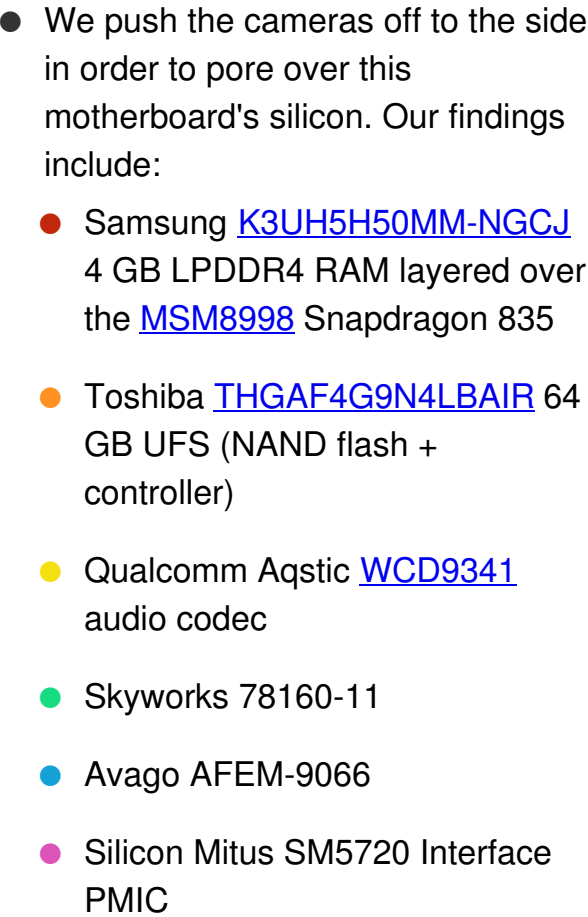 We push the cameras off to the side
in order to pore over this
motherboard's silicon. Our findings
include:
Samsung K3UH5H50MM-NGCJ
4 GB LPDDR4 RAM layered over
the MSM8998 Snapdragon 835
Toshiba THGAF4G9N4LBAIR 64
GB UFS (NAND flash +
controller)
Qualcomm Aqstic WCD9341
audio codec
Skyworks 78160-11
Avago AFEM-9066
Silicon Mitus SM5720 Interface
PMIC